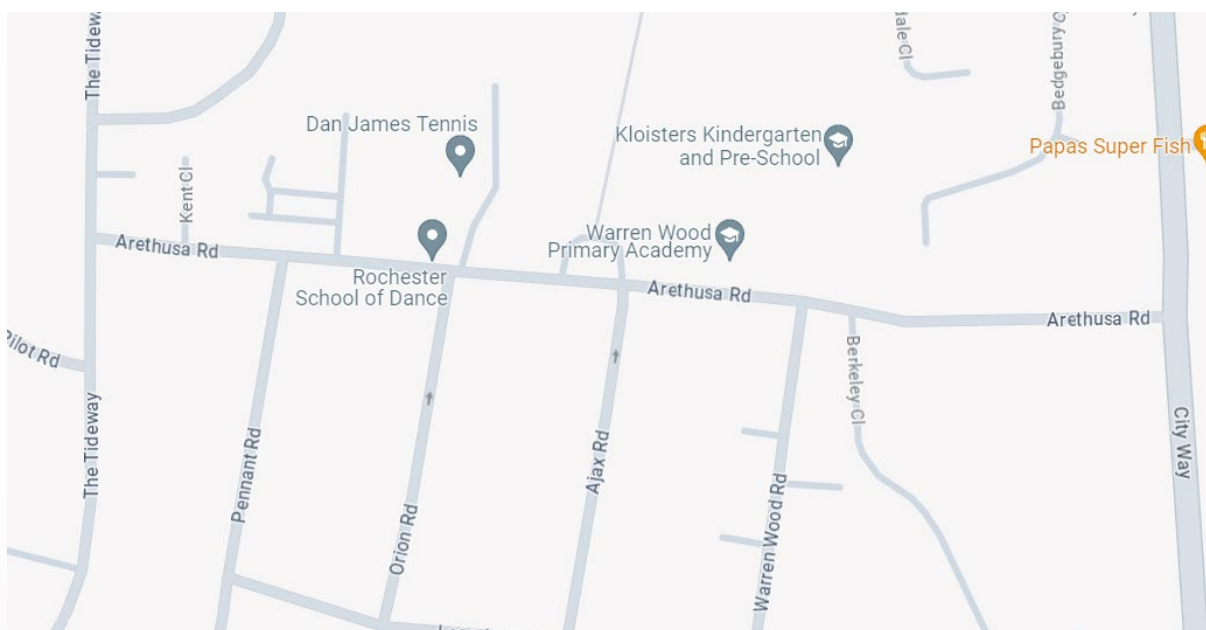 The Tideway
dale Cl
Bedgebury C
Dan James Tennis
Kloisters Kindergarten
and Pre-School
Papas Super Fish
Kent Cl
Arethusa Rd
Warren Wood
Primary Academy
Rochester
School of Dance
Arethusa Rd
Arethusa Rd
Pilot Rd
Berkeley Cl
The Tideway
Pennant Rd
Orion Rd
Ajax Rd
Warren Wood Rd
City Way